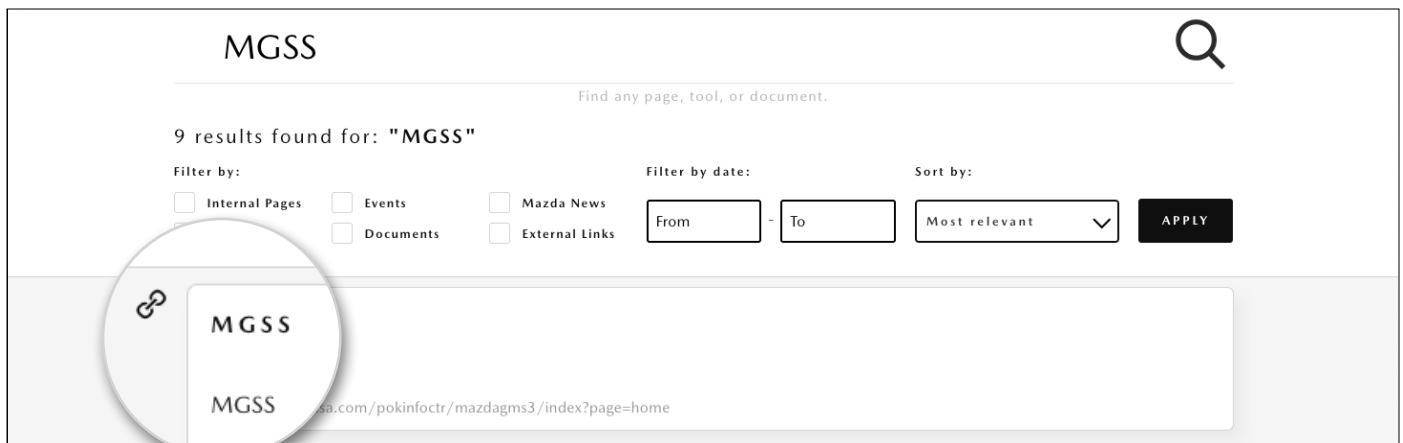 MGSS
Find any page, tool, or document.
9 results found for: "MGSS"
Filter by:
Internal Pages
Events
Mazda News
Documents
External Links
Filter by date:
From - To
Sort by:
Most relevant
APPLY
MGSS
MGSS
sa.com/pokinfoctr/mazdagms3/index?page=home